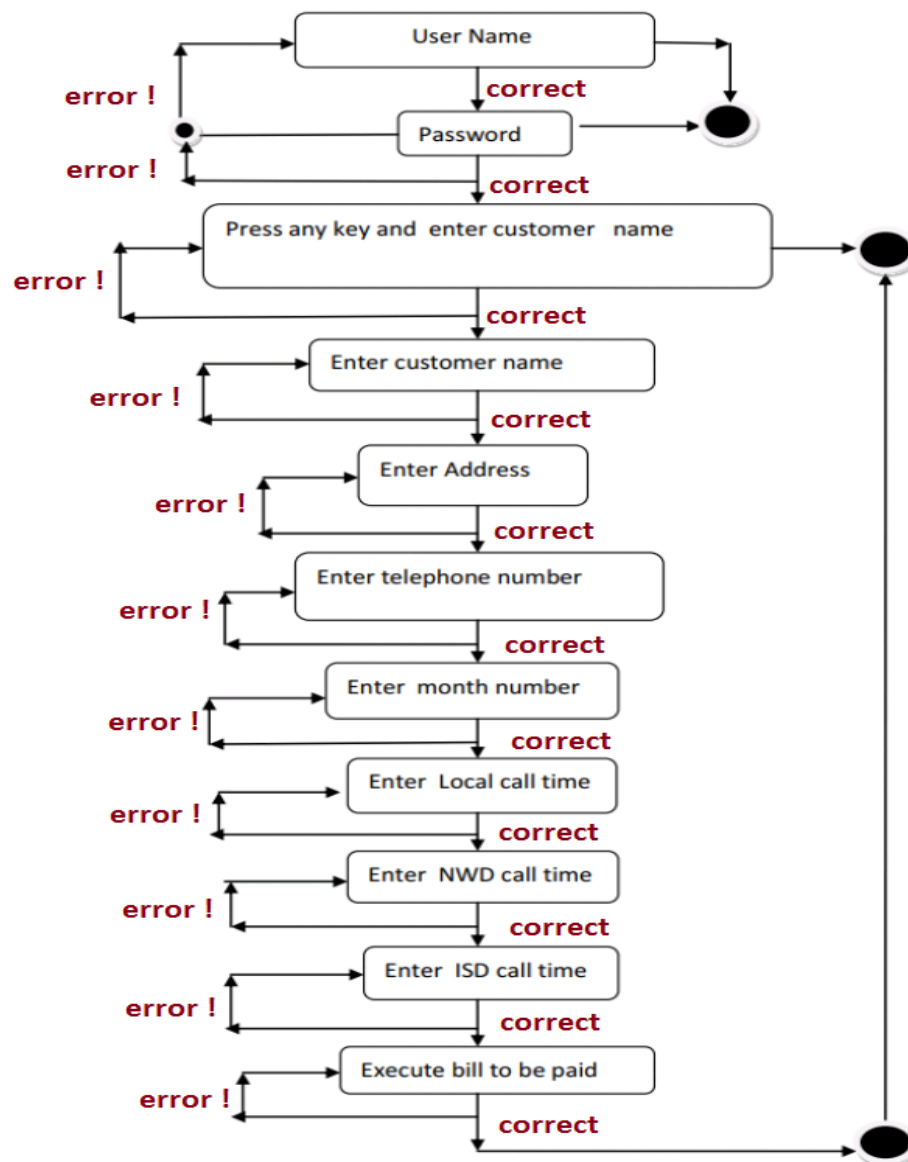 User Name
error !
correct
Password
error !
correct
Press any key and enter customer name
error !
correct
Enter customer name
error !
correct
Enter Address
error !
correct
Enter telephone number
error !
correct
Enter month number
error !
correct
Enter Local call time
error !
correct
Enter NWD call time
error !
correct
Enter ISD call time
error !
correct
Execute bill to be paid
error !
correct